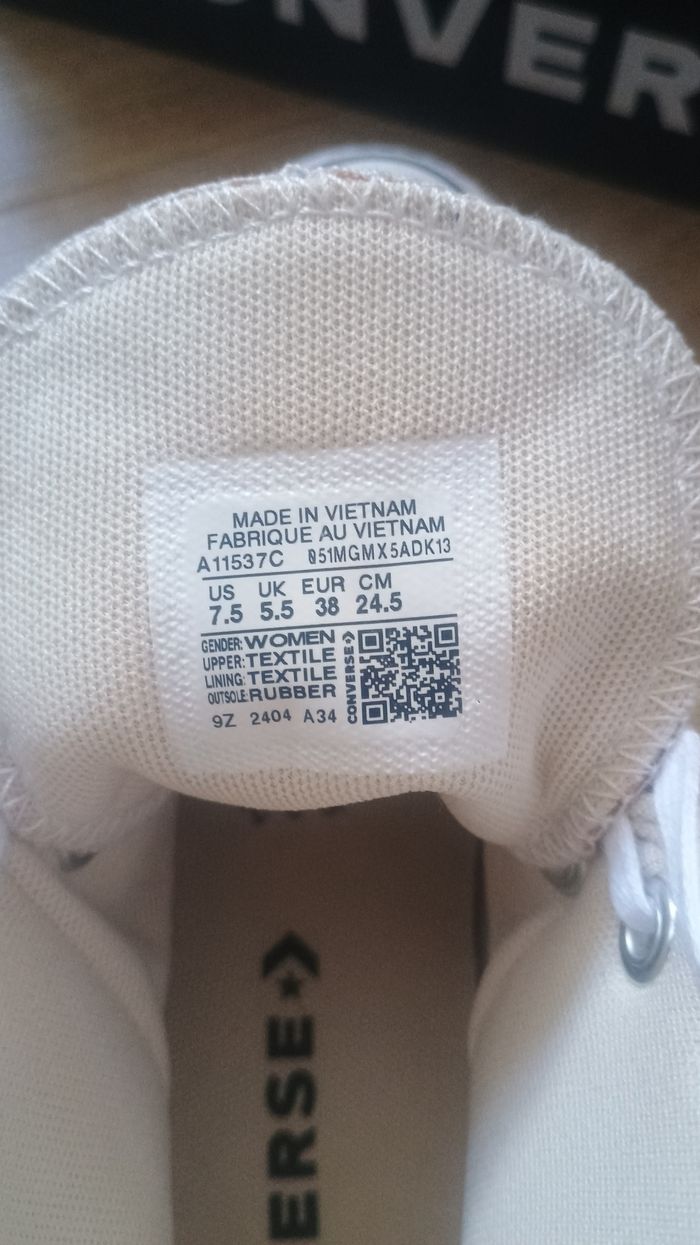 CONVER
MADE IN VIETNAM
FABRIQUE AU VIETNAM
A11537C 051MGMX5ADK13
US UK EUR CM
7.5 5.5 38 24.5
GENDER: WOMEN
UPPER: TEXTILE
LINING: TEXTILE
OUTSOLE: RUBBER
9Z 2404 A34
CONVERSE
ERSE